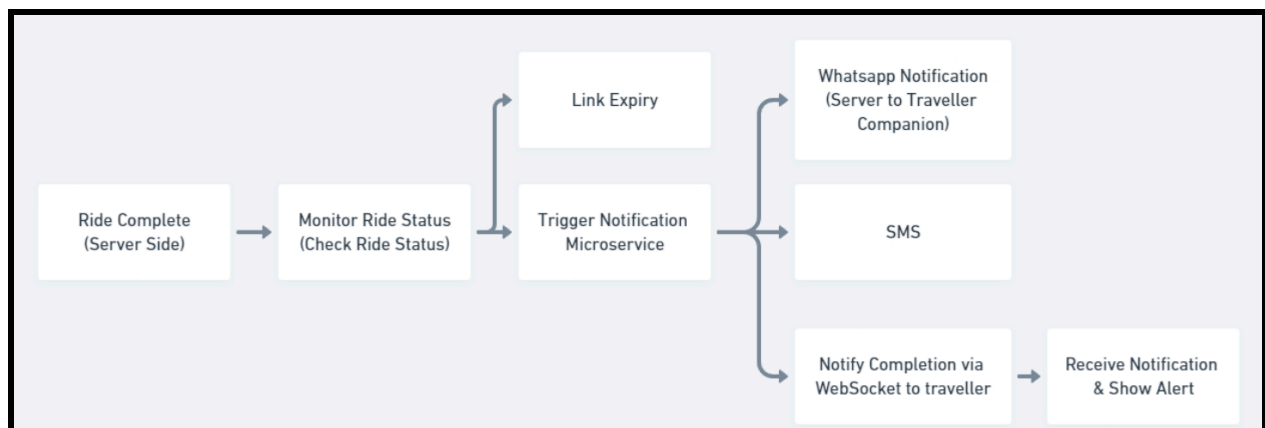 Link Expiry
Whatsapp Notification
(Server to Traveller
Companion)
Ride Complete
(Server Side)
Monitor Ride Status
(Check Ride Status)
Trigger Notification
Microservice
SMS
Notify Completion via
WebSocket to traveller
Receive Notification
& Show Alert